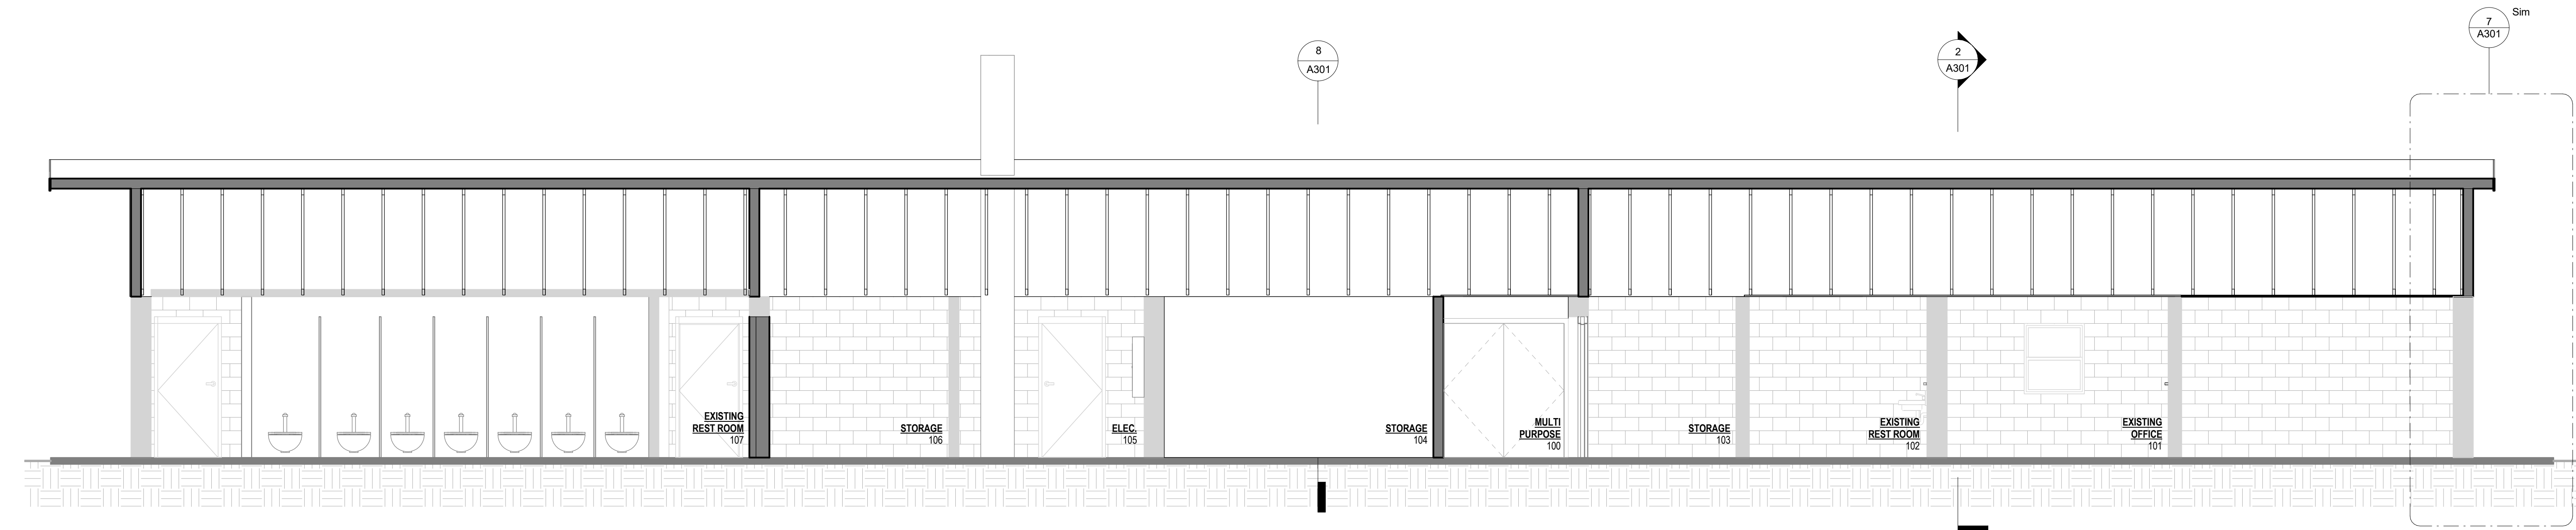 7
A301
Sim
8
A301
2
A301
EXISTING
REST ROOM
107
STORAGE
106
ELEC.
105
STORAGE
104
MULTI
PURPOSE
100
STORAGE
103
EXISTING
REST ROOM
102
EXISTING
OFFICE
101